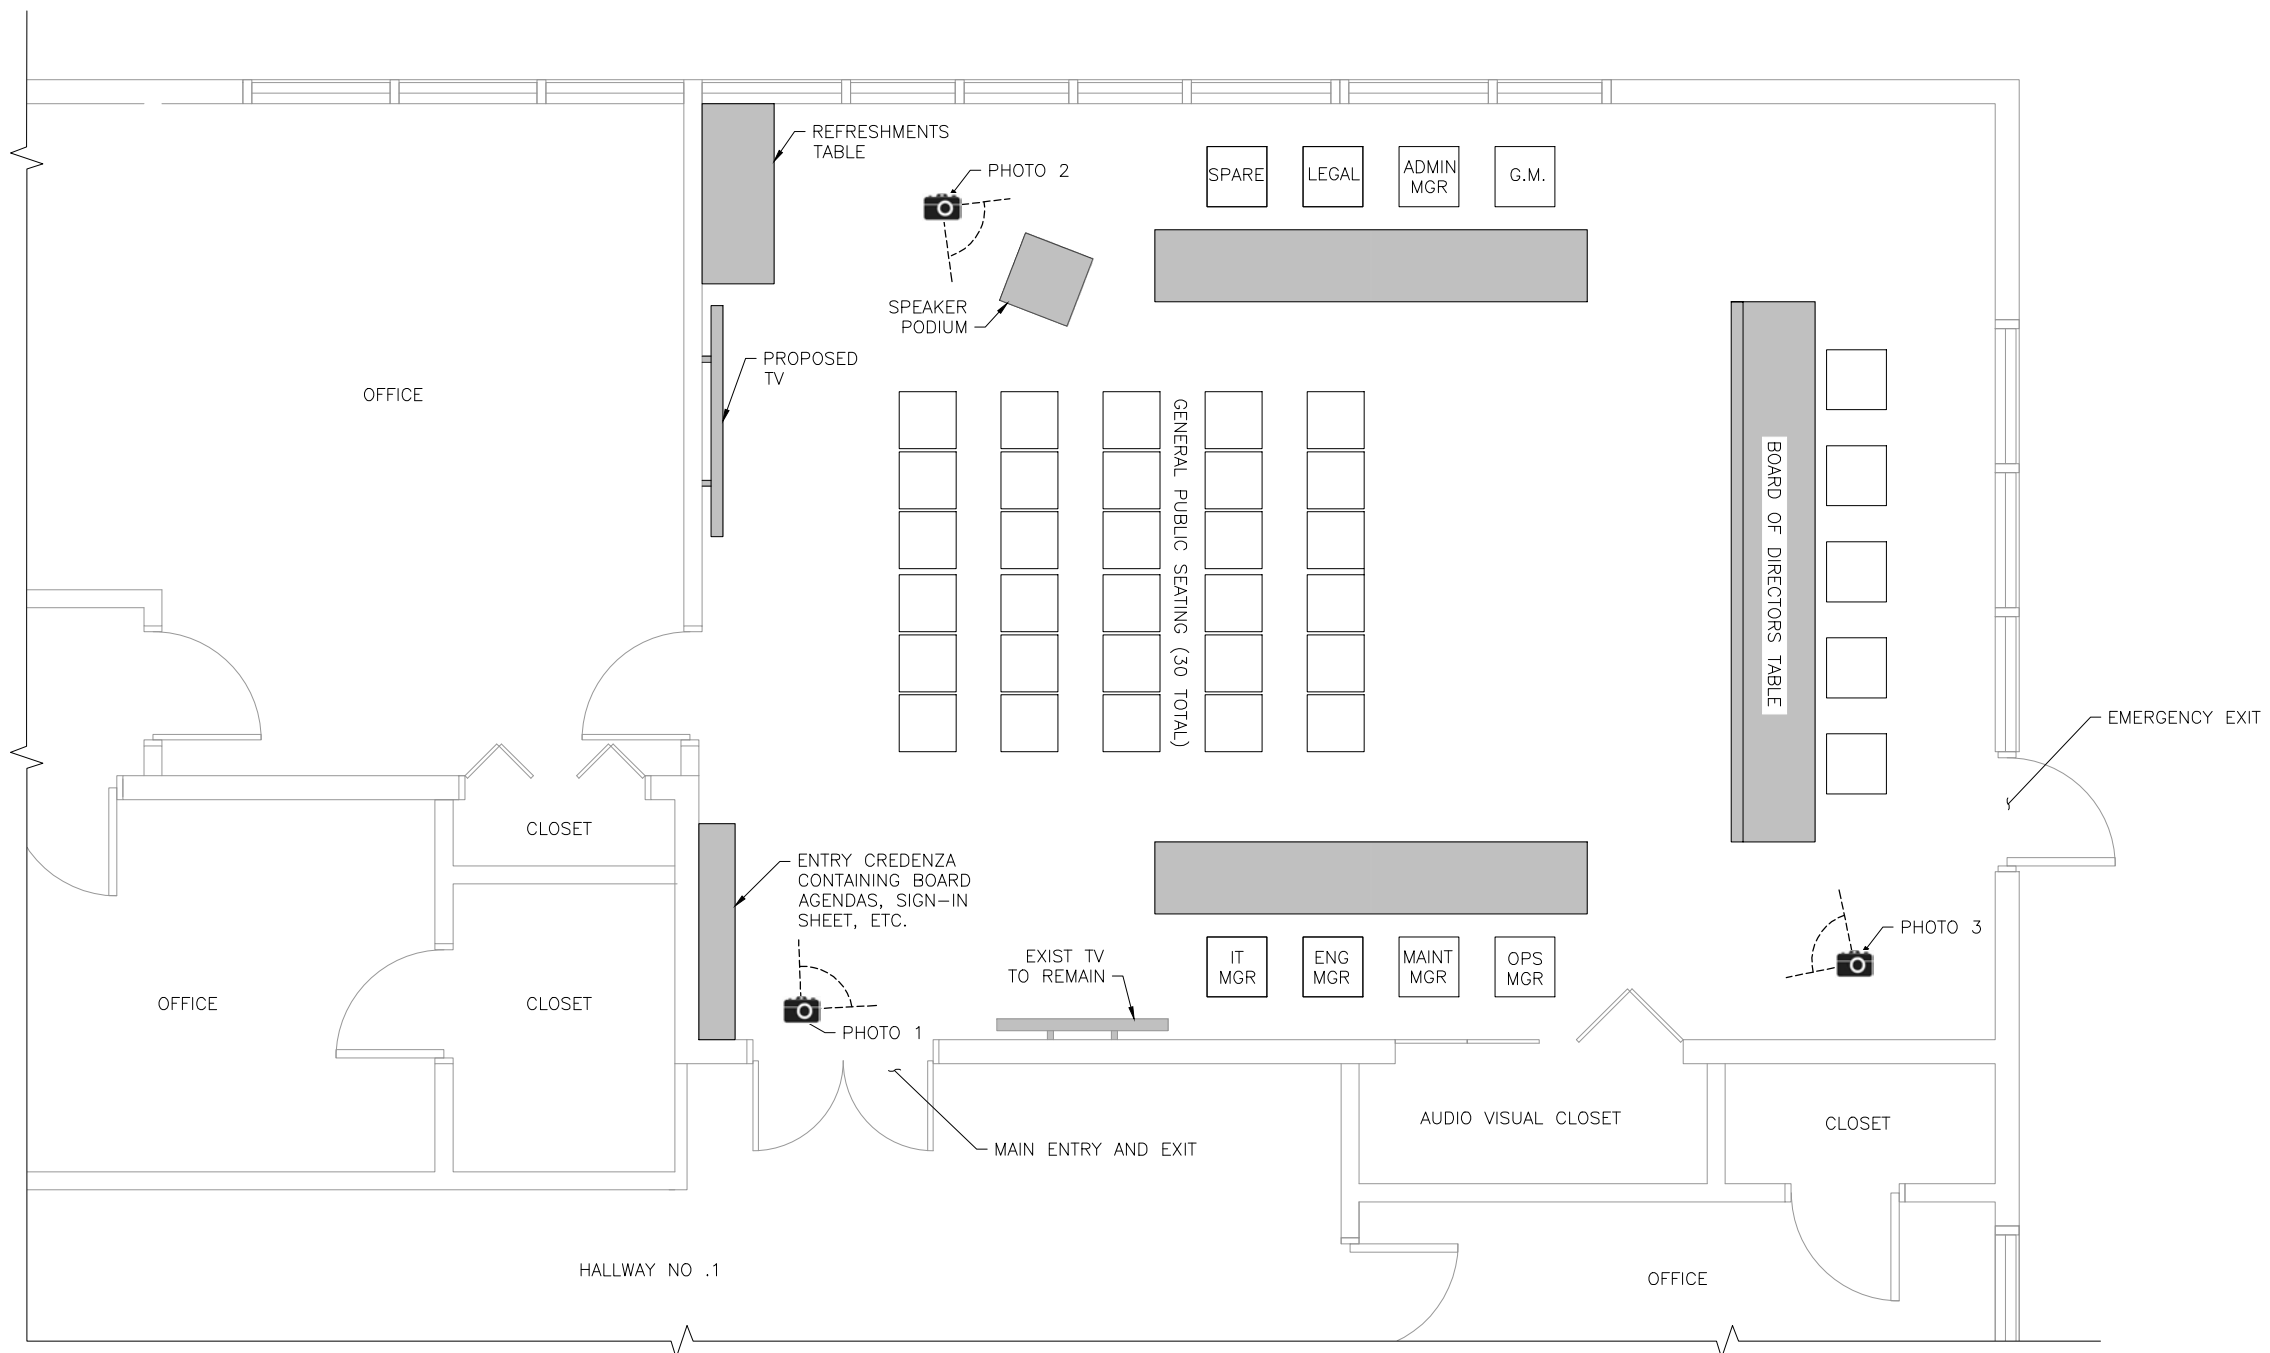 REFRESHMENTS
TABLE
PHOTO 2
SPARE
LEGAL
ADMIN
MGR
G.M.
SPEAKER
PODIUM
PROPOSED
TV
OFFICE
GENERAL PUBLIC SEATING (30 TOTAL)
BOARD OF DIRECTORS TABLE
EMERGENCY EXIT
CLOSET
ENTRY CREDENZA
CONTAINING BOARD
AGENDAS, SIGN-IN
SHEET, ETC.
EXIST TV
TO REMAIN
IT
MGR
ENG
MGR
MAINT
MGR
OPS
MGR
PHOTO 3
OFFICE
CLOSET
PHOTO 1
MAIN ENTRY AND EXIT
AUDIO VISUAL CLOSET
CLOSET
HALLWAY NO .1
OFFICE